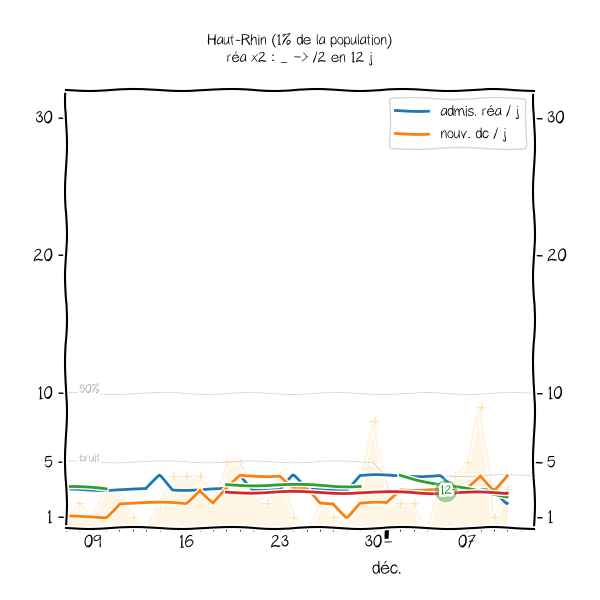 Haut-Rhin (1% de la population)
réa x2 : _ -> /2 en 12 j
admis. réa / j
nouv. dc / j
30
30
20
20
50%
10
10
bruit
5
5
12
1
1
09
16
23
30
07
déc.